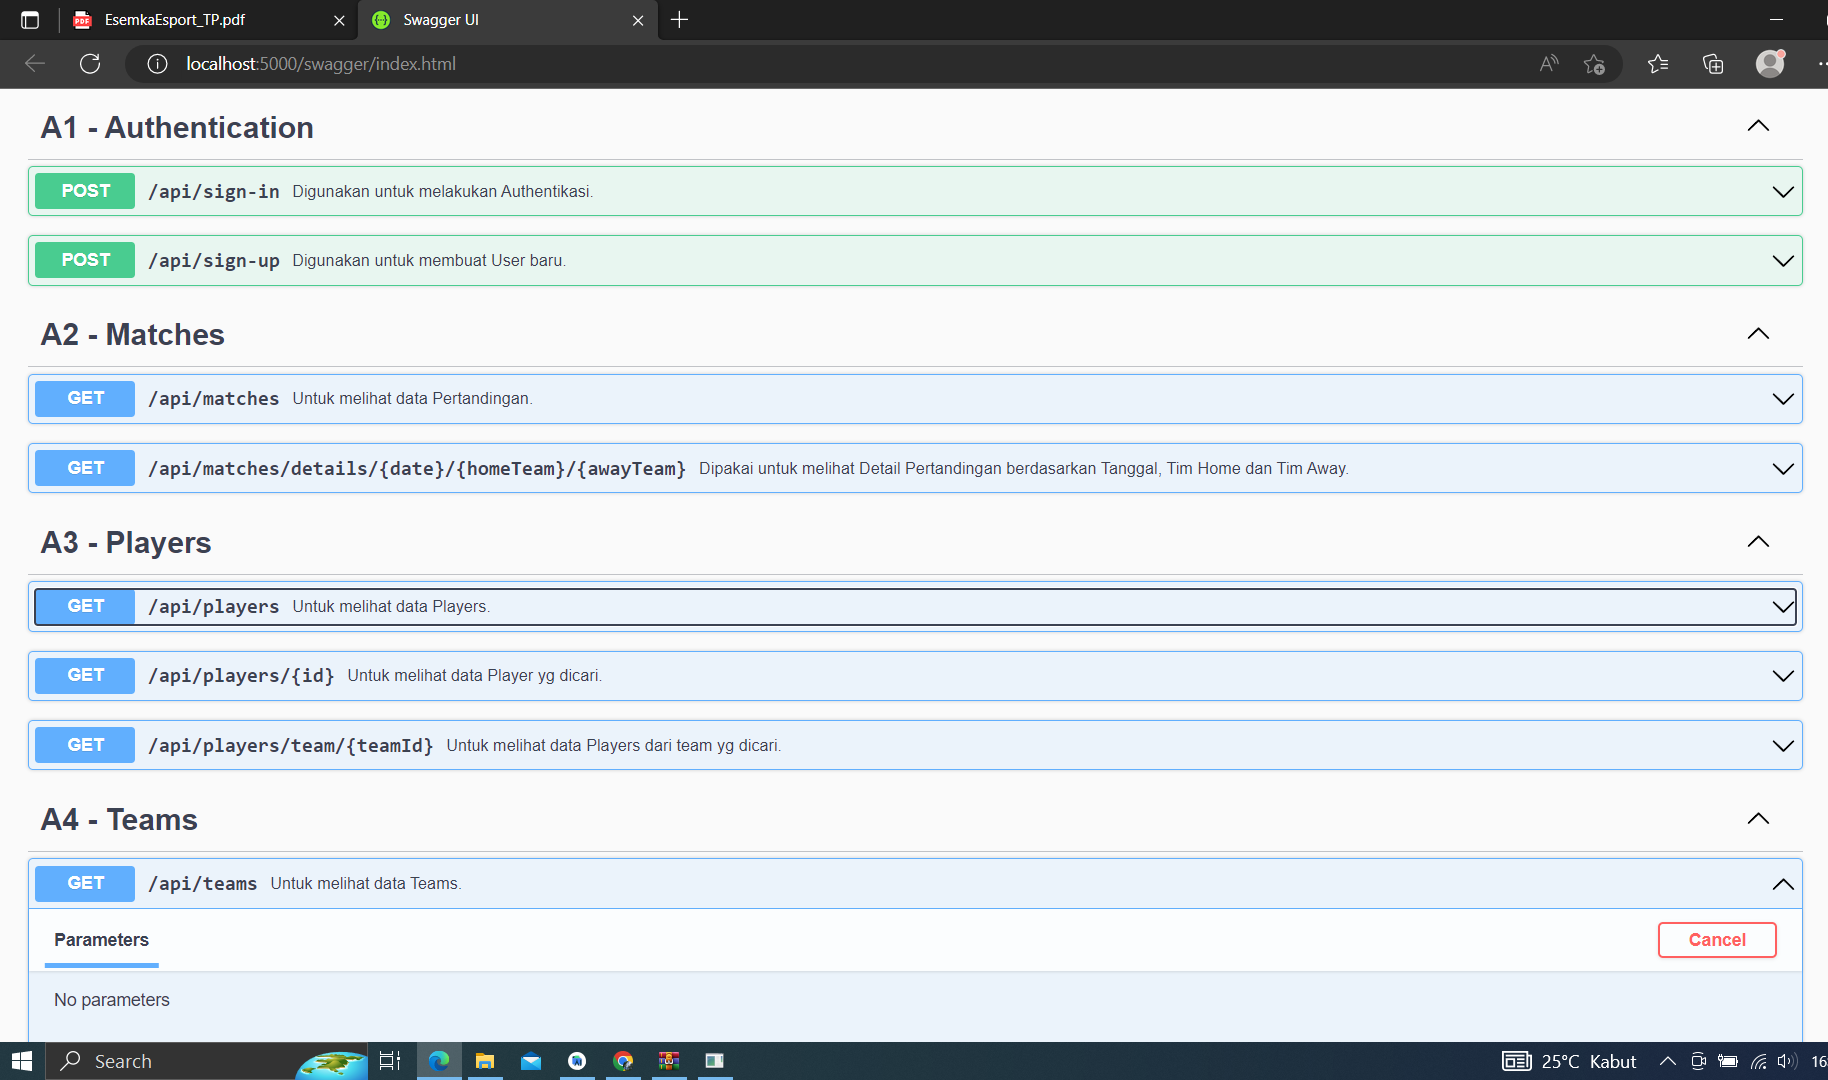 EsemkaEsport_TP.pdf
Swagger UI
localhost:5000/swagger/index.html
A1 - Authentication
POST /api/sign-in Digunakan untuk melakukan Authentikasi.
POST /api/sign-up Digunakan untuk membuat User baru.
A2 - Matches
GET /api/matches Untuk melihat data Pertandingan.
GET /api/matches/details/{date}/{homeTeam}/{awayTeam} Dipakai untuk melihat Detail Pertandingan berdasarkan Tanggal, Tim Home dan Tim Away.
A3 - Players
GET /api/players Untuk melihat data Players.
GET /api/players/{id} Untuk melihat data Player yg dicari.
GET /api/players/team/{teamId} Untuk melihat data Players dari team yg dicari.
A4 - Teams
GET /api/teams Untuk melihat data Teams.
Parameters
Cancel
No parameters
Search
25°C Kabut
16